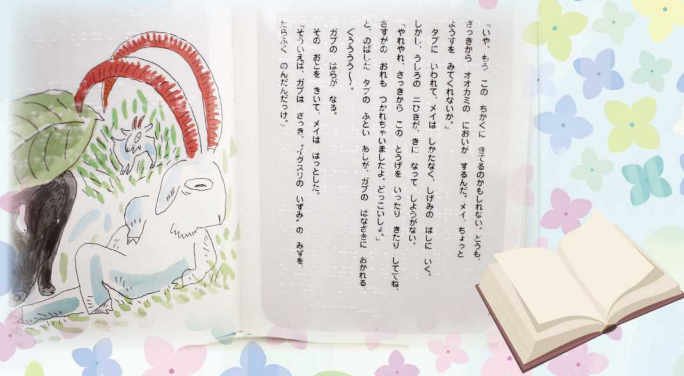 「いや、もう この ちかくに きてるのかもしれない。どうも、
さっきから オオカミの においが するんだ。メイ、ちょっと
ようすを みてくれないか。」
タプに いわれて、メイは しかたなく、しげみの はしに いく。
しかし、うしろの 二ひきが、きに なって しようがない。
「やれやれ、さっきから この とうげを いったり きたり しててね、
さすがの おれも つかれちゃいましたよ。どっこいしょ。」
と、のばした タプの ふとい あしが、ガブの はなさきに おかれる。
ぐぅぅぅう〜〜。
ガブの はらが なる。
その おとを きいて、メイは はっとした。
「そういえば、ガブは さっき、“イグスリの いずみ”の みずを、
たらふく のんだんだっけ。」